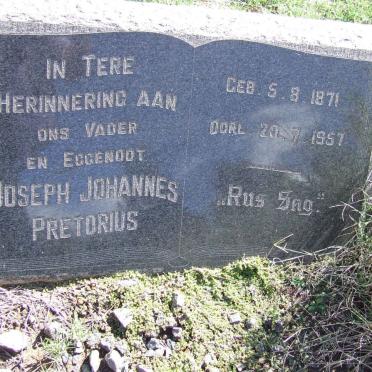 IN TERE
HERINNERING AAN
ONS VADER
EN EGGENOOT
JOSEPH JOHANNES
PRETORIUS
GEB. 5. 8. 1871
OORL. 20. 7. 1957
„Rus Sag."